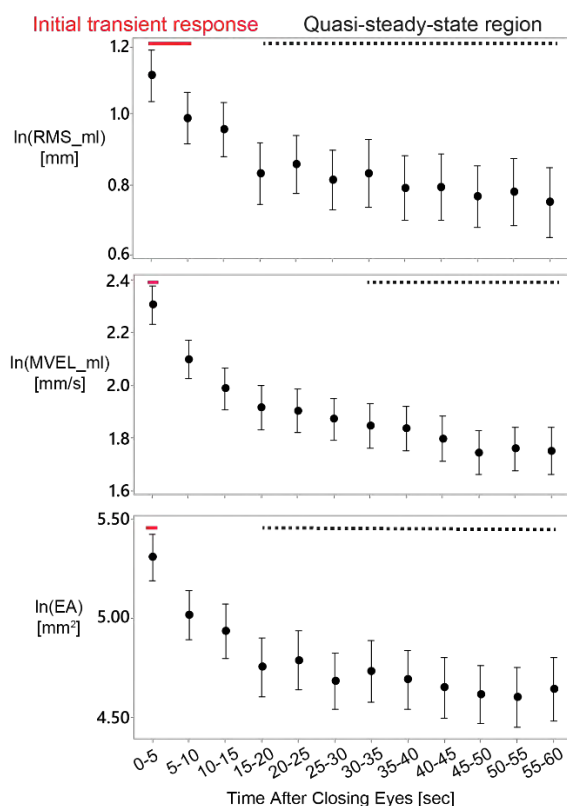 Initial transient response
Quasi-steady-state region
1.2
1.0
ln(RMS_ml)
[mm]
0.8
0.6
2.4
2.2
ln(MVEL_ml)
[mm/s]
2.0
1.8
1.6
5.50
ln(EA)
[mm²]
5.00
4.50
0-5
5-10
10-15
15-20
20-25
25-30
30-35
35-40
40-45
45-50
50-55
55-60
Time After Closing Eyes [sec]